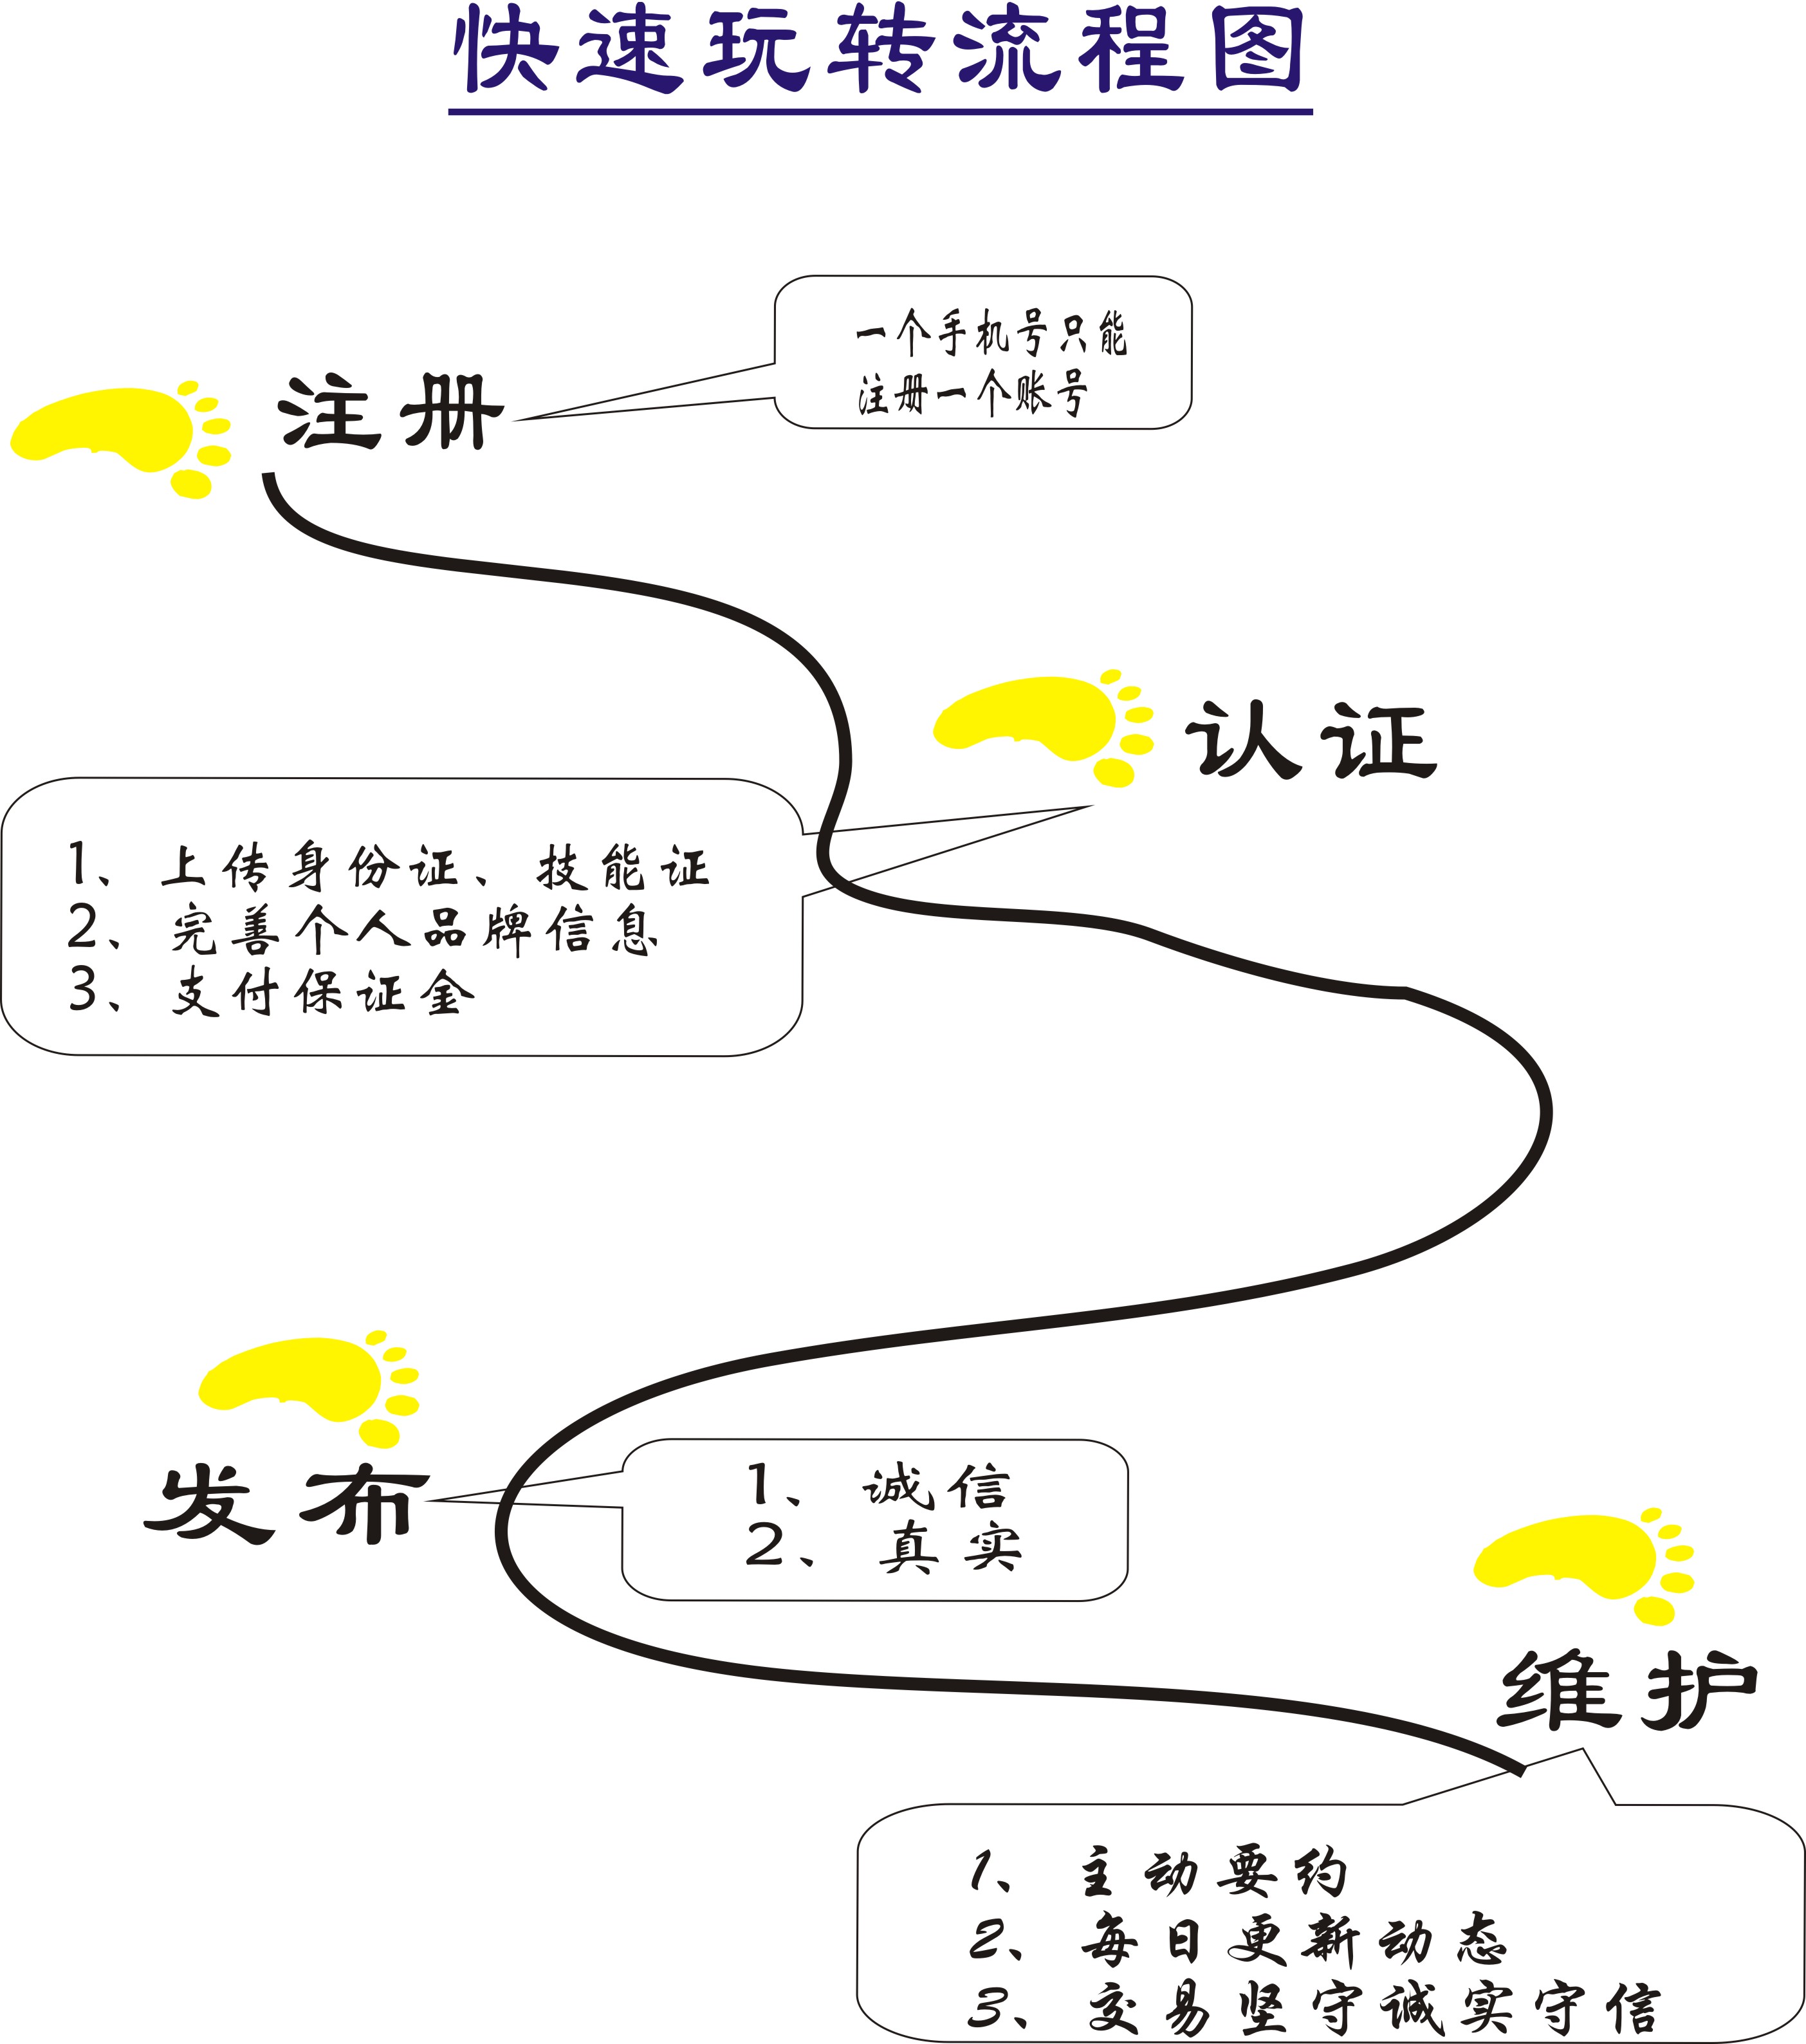 快速玩转流程图
注册
一个手机号只能
注册一个账号
认证
1、上传身份证、技能证
2、完善个人品牌信息、
3、支付保证金
发布
1、诚信
2、真实
维护
1、主动要约
2、每日更新动态
3、交易坚守诚实守信